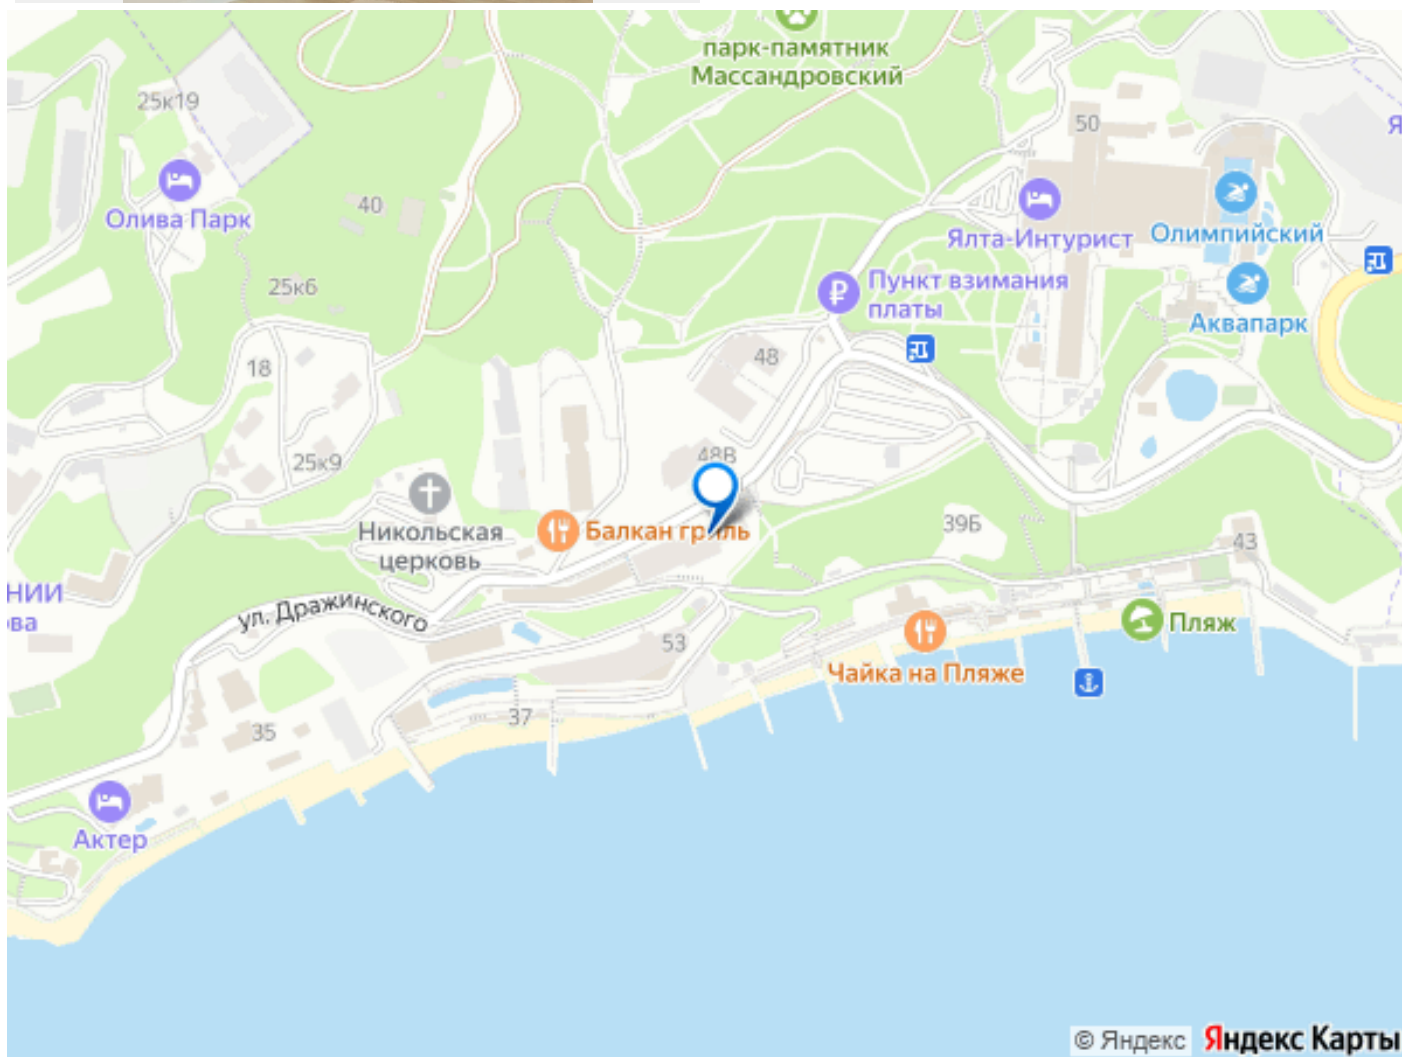 парк-памятник
Массандровский
25к19
50
Я
Олива Парк
40
Ялта-Интурист
Олимпийский
25к6
Пункт взимания
платы
Аквапарк
18
48
25к9
48В
Никольская
церковь
Балкан гриль
39Б
43
НИИ
ва
ул. Дражинского
53
Пляж
Чайка на Пляже
37
35
Актер
© Яндекс Яндекс Карты